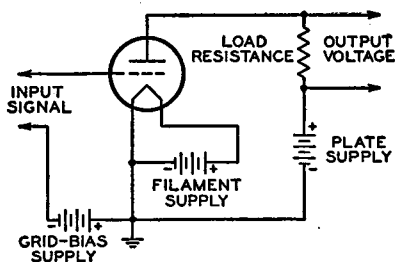 LOAD
RESISTANCE
OUTPUT
VOLTAGE
INPUT
SIGNAL
+
PLATE
SUPPLY
-
- +
FILAMENT
SUPPLY
- +
GRID-BIAS
SUPPLY